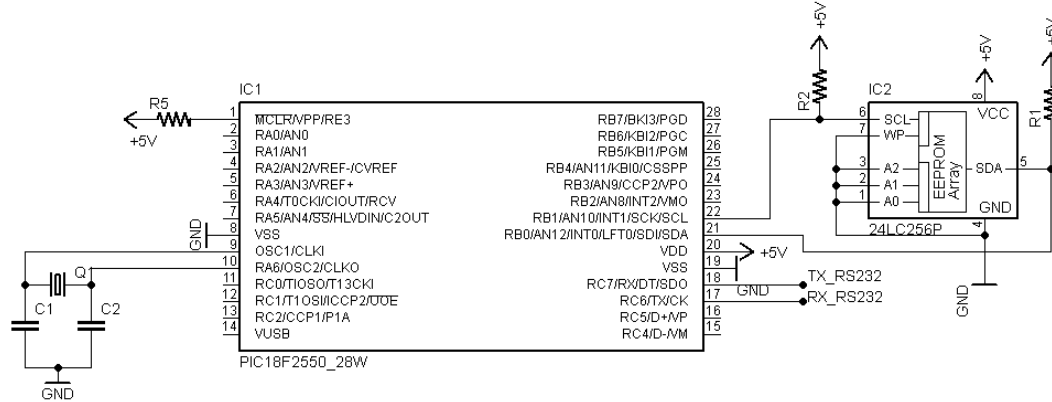 +5V
+5V
+5V
IC1
IC2
R5
R2
R1
+5V
1 MCLR/VPP/RE3
2 RA0/AN0
3 RA1/AN1
4 RA2/AN2/VREF-/CVREF
5 RA3/AN3/VREF+
6 RA4/T0CKI/CIOUT/RCV
7 RA5/AN4/SS/HLVDIN/C2OUT
8 VSS
9 OSC1/CLKI
10 RA6/OSC2/CLKO
11 RC0/TIOSO/T13CKI
12 RC1/T1OSI/ICCP2/UOE
13 RC2/CCP1/P1A
14 VUSB
RB7/BKI3/PGD 28
RB6/KBI2/PGC 27
RB5/KBI1/PGM 26
RB4/AN11/KBI0/CSSPP 25
RB3/AN9/CCP2/VPO 24
RB2/AN8/INT2/VMO 23
RB1/AN10/INT1/SCK/SCL 22
RB0/AN12/INT0/LFT0/SDI/SDA 21
VDD 20
VSS 19
RC7/RX/DT/SDO 18
RC6/TX/CK 17
RC5/D+/VP 16
RC4/D-/VM 15
PIC18F2550_28W
GND
Q
C1
C2
GND
+5V
GND
TX_RS232
RX_RS232
6 SCL
7 WP
3 A2
2 A1
1 A0
8
VCC
EEPROM
Array
SDA 5
GND
4
24LC256P
GND